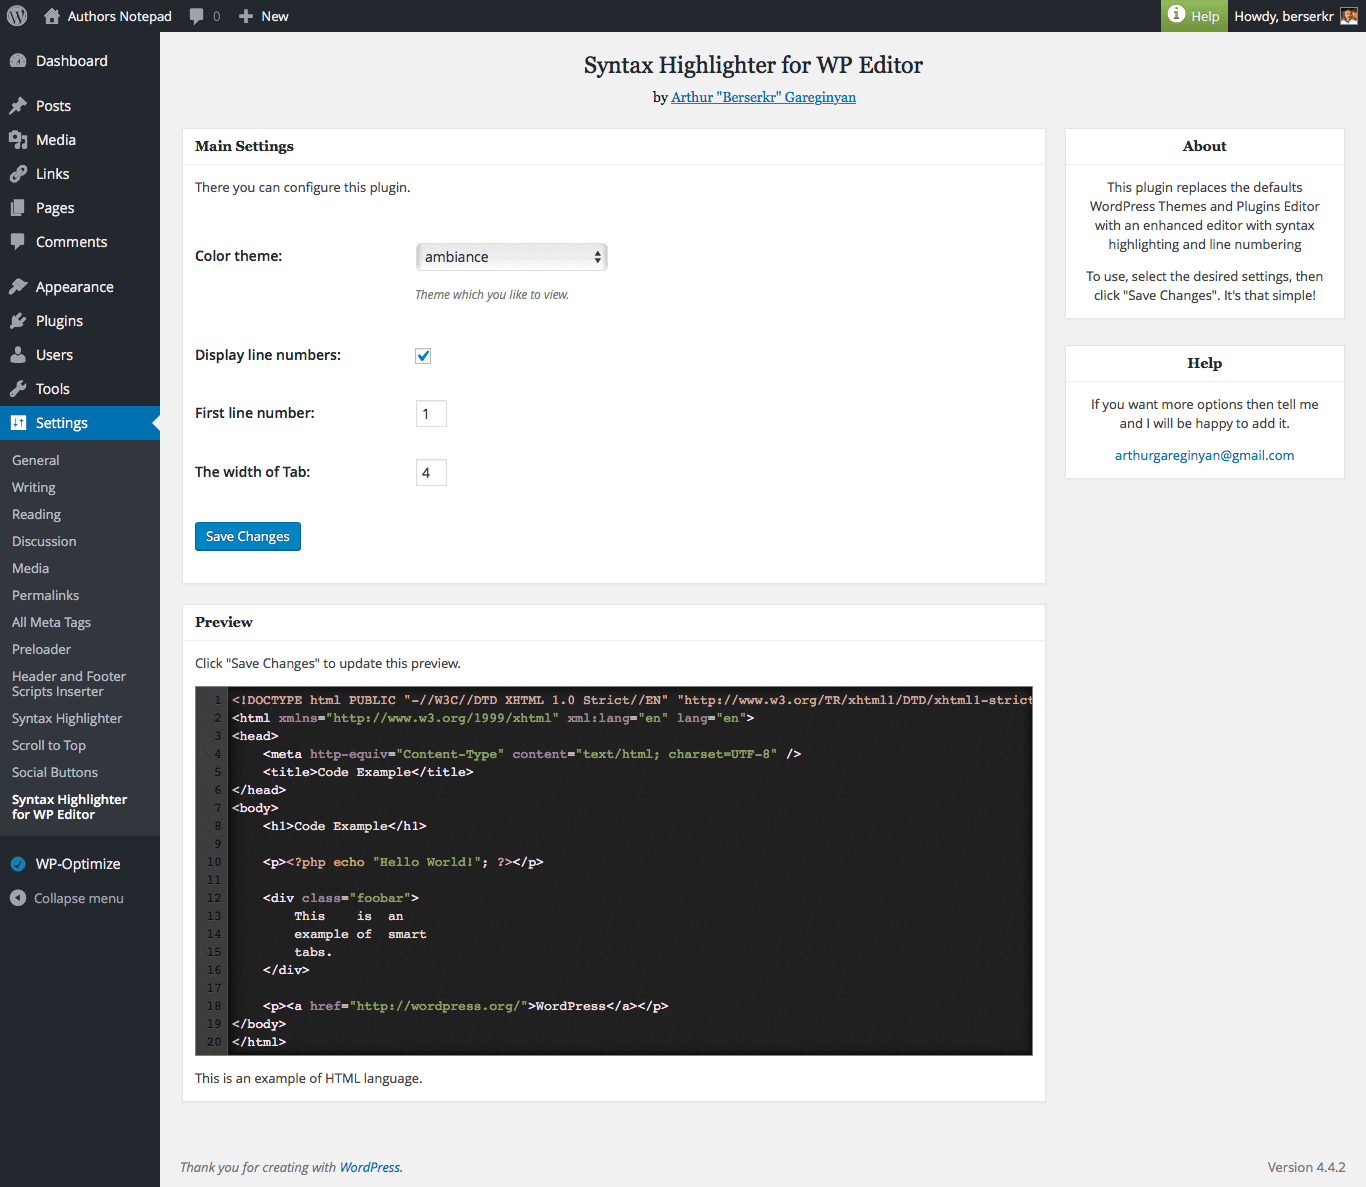 Authors Notepad
0
New
Help
Howdy, berserkr
Dashboard
Posts
Media
Links
Pages
Comments
Appearance
Plugins
Users
Tools
Settings
General
Writing
Reading
Discussion
Media
Permalinks
All Meta Tags
Preloader
Header and Footer
Scripts Inserter
Syntax Highlighter
Scroll to Top
Social Buttons
Syntax Highlighter
for WP Editor
WP-Optimize
Collapse menu
Syntax Highlighter for WP Editor
by Arthur "Berserkr" Gareginyan
Main Settings
There you can configure this plugin.
Color theme:
ambiance
Theme which you like to view.
Display line numbers:
First line number:
1
The width of Tab:
4
Save Changes
Preview
Click "Save Changes" to update this preview.
1 <!DOCTYPE html PUBLIC "-//W3C//DTD XHTML 1.0 Strict//EN" "http://www.w3.org/TR/xhtml1/DTD/xhtml1-strict
2 <html xmlns="http://www.w3.org/1999/xhtml" xml:lang="en" lang="en">
3 <head>
4     <meta http-equiv="Content-Type" content="text/html; charset=UTF-8" />
5     <title>Code Example</title>
6 </head>
7 <body>
8     <h1>Code Example</h1>
9
10     <p><?php echo "Hello World!"; ?></p>
11
12     <div class="foobar">
13         This    is  an
14         example of  smart
15         tabs.
16     </div>
17
18     <p><a href="http://wordpress.org/">WordPress</a></p>
19 </body>
20 </html>
This is an example of HTML language.
About
This plugin replaces the defaults
WordPress Themes and Plugins Editor
with an enhanced editor with syntax
highlighting and line numbering
To use, select the desired settings, then
click "Save Changes". It's that simple!
Help
If you want more options then tell me
and I will be happy to add it.
arthurgareginyan@gmail.com
Thank you for creating with WordPress.
Version 4.4.2